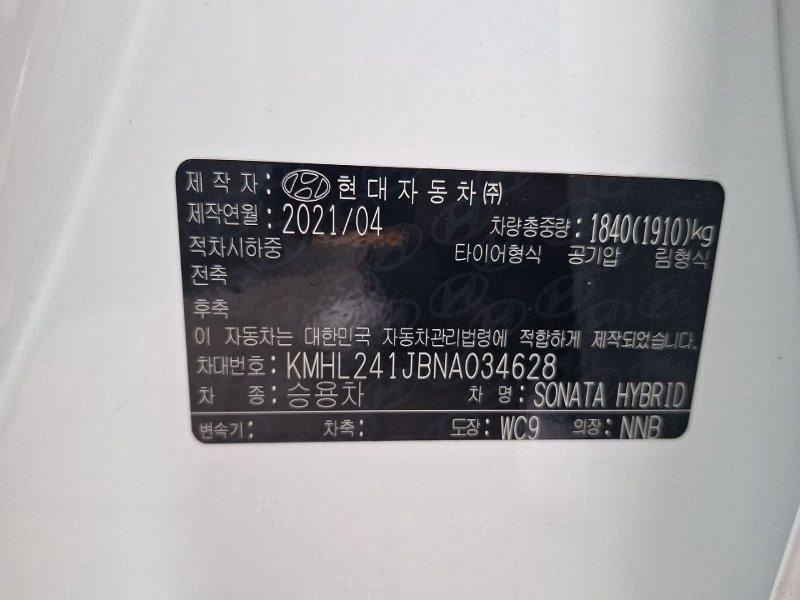 제 작 자: 현대자동차㈜
제작연월: 2021/04 차량총중량: 1840(1910)kg
적차시하중 타이어형식 공기압 림형식
전축
후축
이 자동차는 대한민국 자동차관리법령에 적합하게 제작되었습니다.
차대번호: KMHL241JBNA034628
차 종: 승용차 차 명: SONATA HYBRID
변속기: 차축: 도장: WC9 의장: NNB